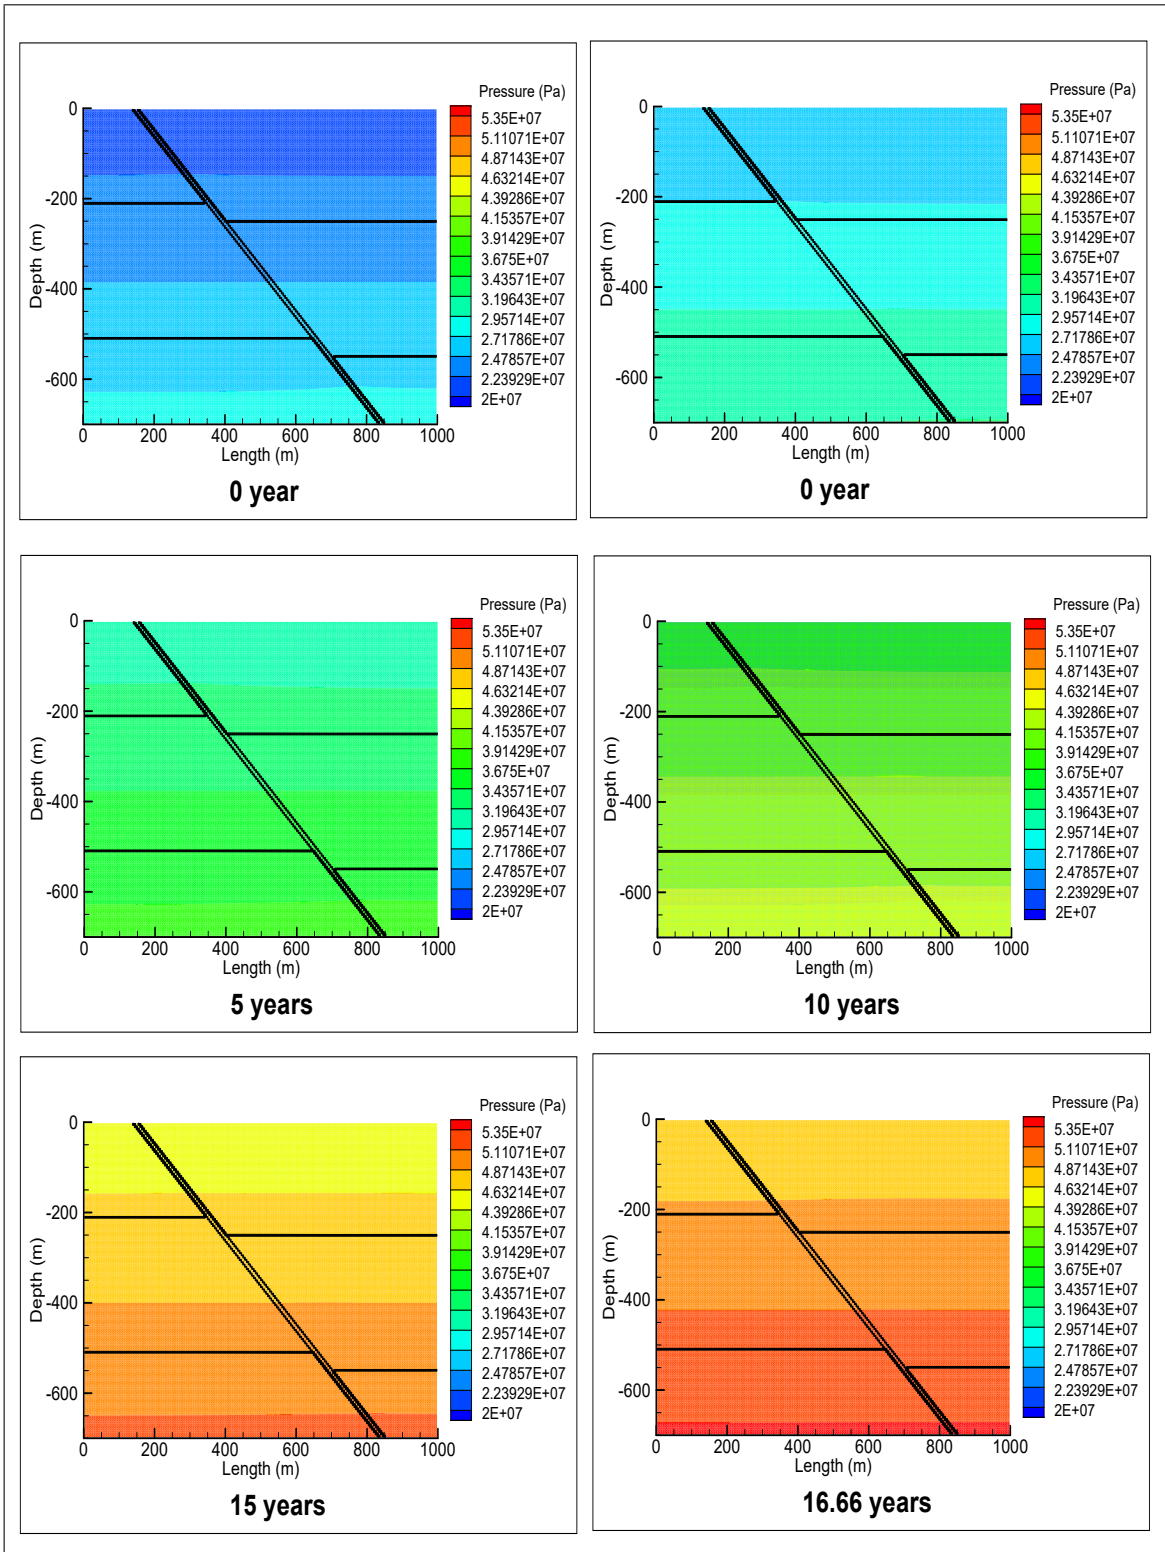 Pressure (Pa)
5.35E+07
5.11071E+07
4.87143E+07
4.63214E+07
4.39286E+07
4.15357E+07
3.91429E+07
3.675E+07
3.43571E+07
3.19643E+07
2.95714E+07
2.71786E+07
2.47857E+07
2.23929E+07
2E+07
0
-200
-400
-600
Depth (m)
0 200 400 600 800 1000
Length (m)
0 year
Pressure (Pa)
5.35E+07
5.11071E+07
4.87143E+07
4.63214E+07
4.39286E+07
4.15357E+07
3.91429E+07
3.675E+07
3.43571E+07
3.19643E+07
2.95714E+07
2.71786E+07
2.47857E+07
2.23929E+07
2E+07
0
-200
-400
-600
Depth (m)
0 200 400 600 800 1000
Length (m)
0 year
Pressure (Pa)
5.35E+07
5.11071E+07
4.87143E+07
4.63214E+07
4.39286E+07
4.15357E+07
3.91429E+07
3.675E+07
3.43571E+07
3.19643E+07
2.95714E+07
2.71786E+07
2.47857E+07
2.23929E+07
2E+07
0
-200
-400
-600
Depth (m)
0 200 400 600 800 1000
Length (m)
5 years
Pressure (Pa)
5.35E+07
5.11071E+07
4.87143E+07
4.63214E+07
4.39286E+07
4.15357E+07
3.91429E+07
3.675E+07
3.43571E+07
3.19643E+07
2.95714E+07
2.71786E+07
2.47857E+07
2.23929E+07
2E+07
0
-200
-400
-600
Depth (m)
0 200 400 600 800 1000
Length (m)
10 years
Pressure (Pa)
5.35E+07
5.11071E+07
4.87143E+07
4.63214E+07
4.39286E+07
4.15357E+07
3.91429E+07
3.675E+07
3.43571E+07
3.19643E+07
2.95714E+07
2.71786E+07
2.47857E+07
2.23929E+07
2E+07
0
-200
-400
-600
Depth (m)
0 200 400 600 800 1000
Length (m)
15 years
Pressure (Pa)
5.35E+07
5.11071E+07
4.87143E+07
4.63214E+07
4.39286E+07
4.15357E+07
3.91429E+07
3.675E+07
3.43571E+07
3.19643E+07
2.95714E+07
2.71786E+07
2.47857E+07
2.23929E+07
2E+07
0
-200
-400
-600
Depth (m)
0 200 400 600 800 1000
Length (m)
16.66 years